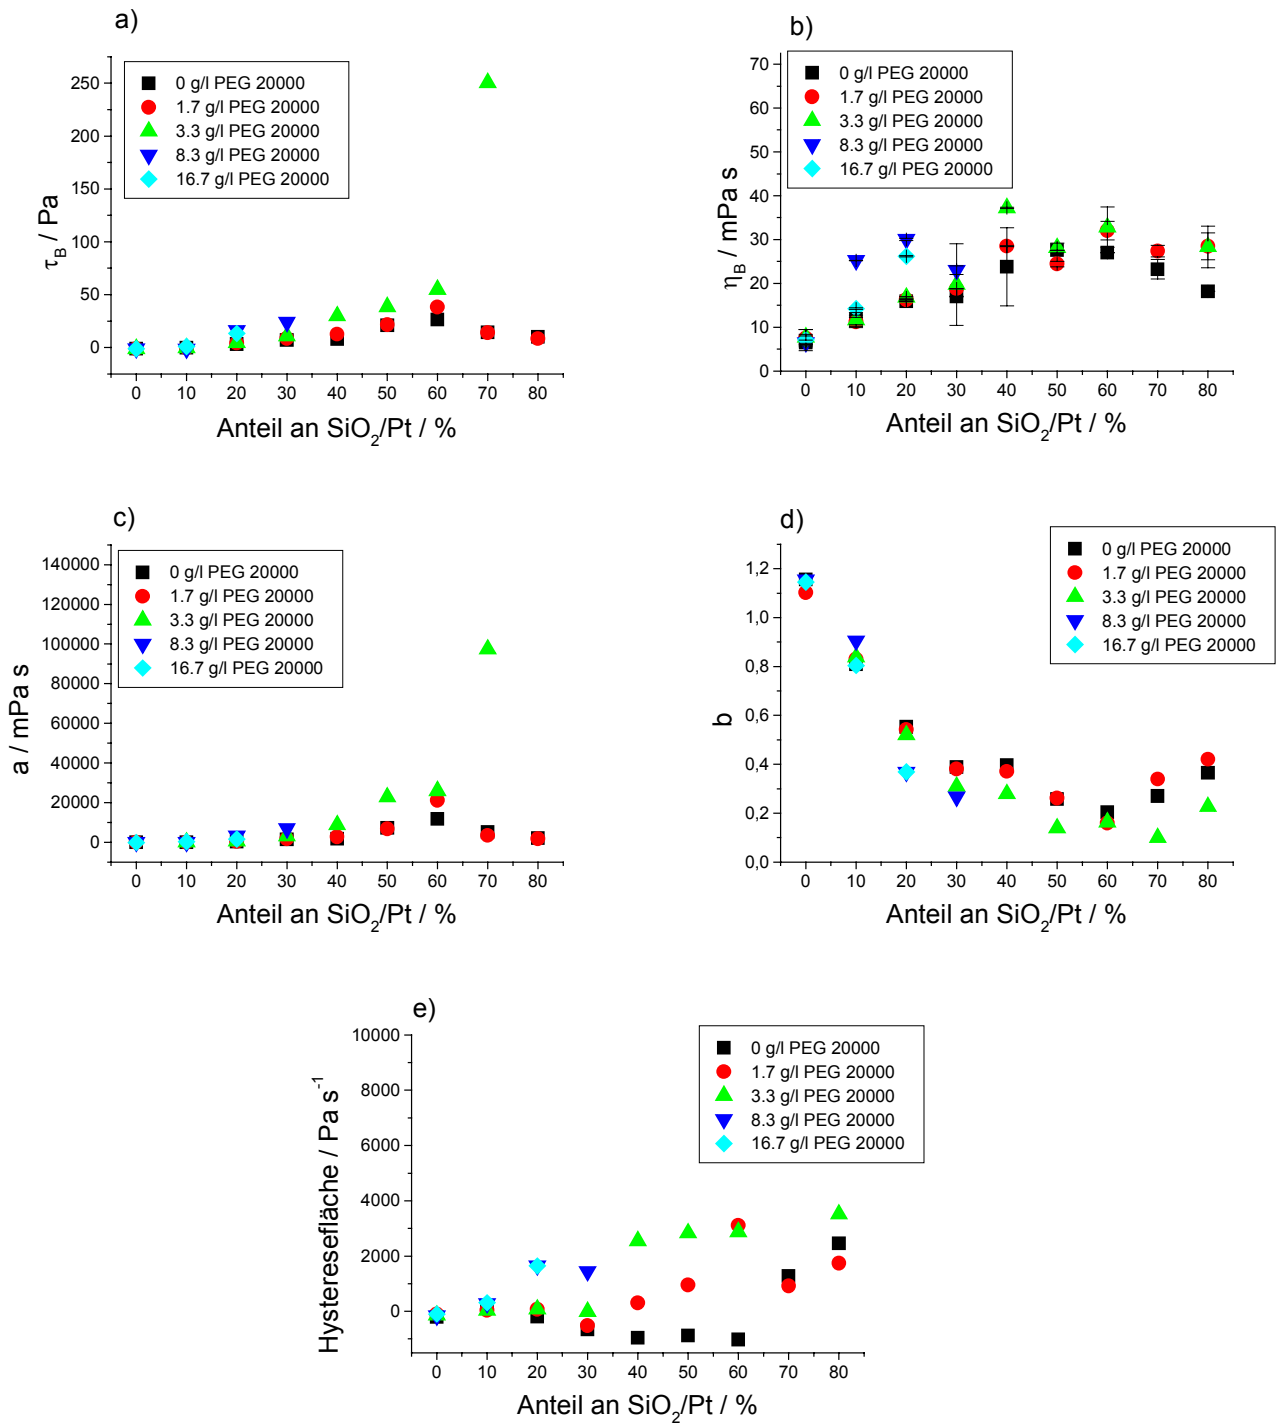 a)
τB / Pa
250
200
150
100
50
0
0 g/l PEG 20000
1.7 g/l PEG 20000
3.3 g/l PEG 20000
8.3 g/l PEG 20000
16.7 g/l PEG 20000
0 10 20 30 40 50 60 70 80
Anteil an SiO2/Pt / %
b)
ηB / mPa s
70
60
50
40
30
20
10
0
0 g/l PEG 20000
1.7 g/l PEG 20000
3.3 g/l PEG 20000
8.3 g/l PEG 20000
16.7 g/l PEG 20000
0 10 20 30 40 50 60 70 80
Anteil an SiO2/Pt / %
c)
a / mPa s
140000
120000
100000
80000
60000
40000
20000
0
0 g/l PEG 20000
1.7 g/l PEG 20000
3.3 g/l PEG 20000
8.3 g/l PEG 20000
16.7 g/l PEG 20000
0 10 20 30 40 50 60 70 80
Anteil an SiO2/Pt / %
d)
b
1,2
1,0
0,8
0,6
0,4
0,2
0,0
0 g/l PEG 20000
1.7 g/l PEG 20000
3.3 g/l PEG 20000
8.3 g/l PEG 20000
16.7 g/l PEG 20000
0 10 20 30 40 50 60 70 80
Anteil an SiO2/Pt / %
e)
Hysteresefläche / Pa s-1
10000
8000
6000
4000
2000
0
0 g/l PEG 20000
1.7 g/l PEG 20000
3.3 g/l PEG 20000
8.3 g/l PEG 20000
16.7 g/l PEG 20000
0 10 20 30 40 50 60 70 80
Anteil an SiO2/Pt / %